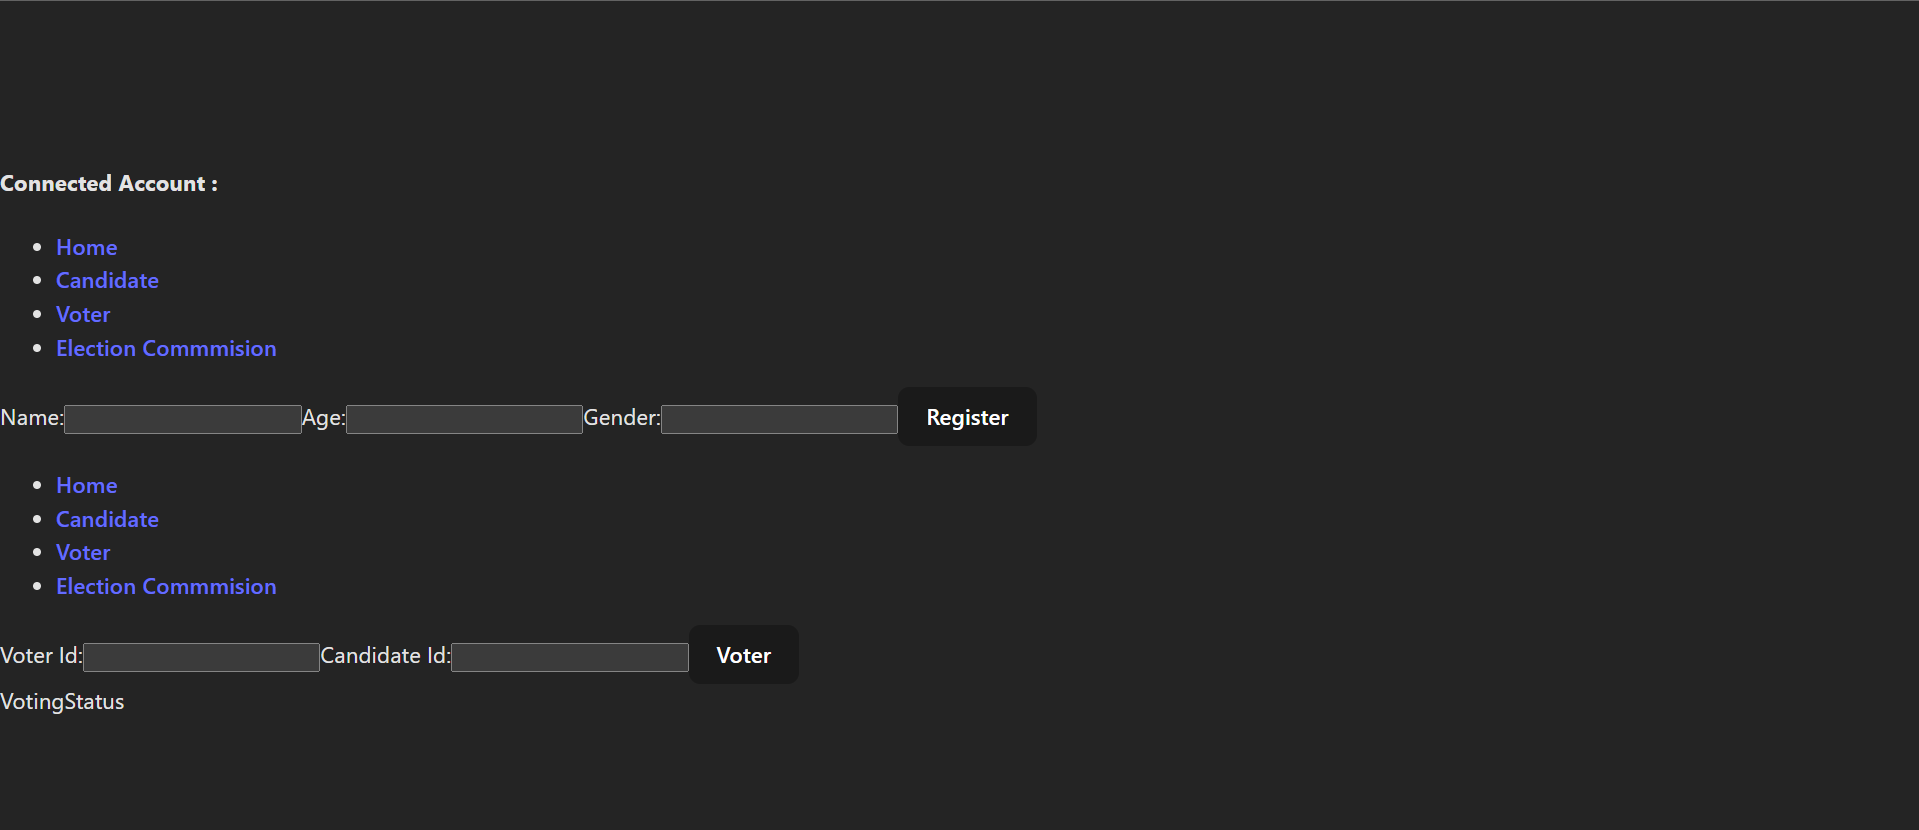 Connected Account :
Home
Candidate
Voter
Election Commmision
Name: Age: Gender: Register
Home
Candidate
Voter
Election Commmision
Voter Id: Candidate Id: Voter
VotingStatus